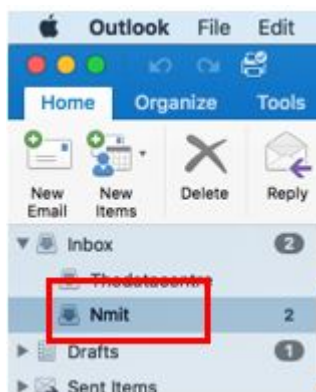 Outlook File Edit
Home Organize Tools
New Email New Items Delete Reply
Inbox 2
Thedatacentre
Nmit 2
Drafts 1
Sent Items